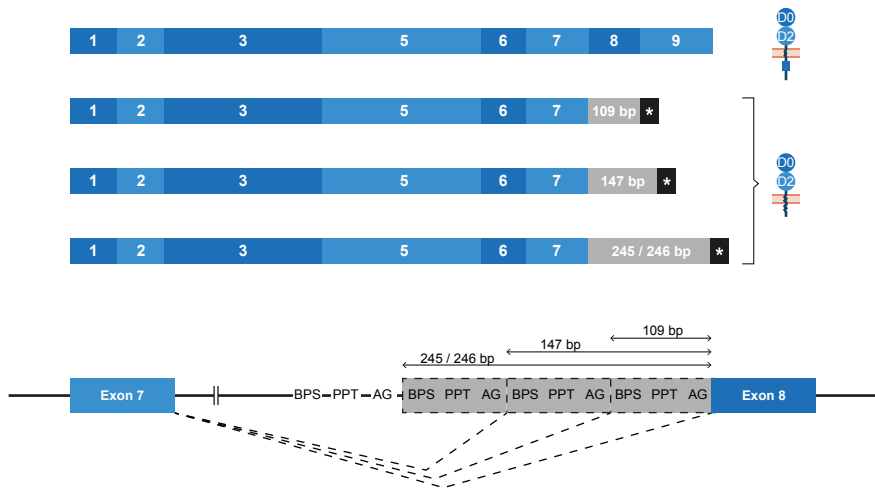 1 2 3 5 6 7 8 9
D0
D2
1 2 3 5 6 7 109 bp *
1 2 3 5 6 7 147 bp *
D0
D2
1 2 3 5 6 7 245 / 246 bp *
109 bp
147 bp
245 / 246 bp
Exon 7 BPS PPT AG BPS PPT AG BPS PPT AG BPS PPT AG Exon 8